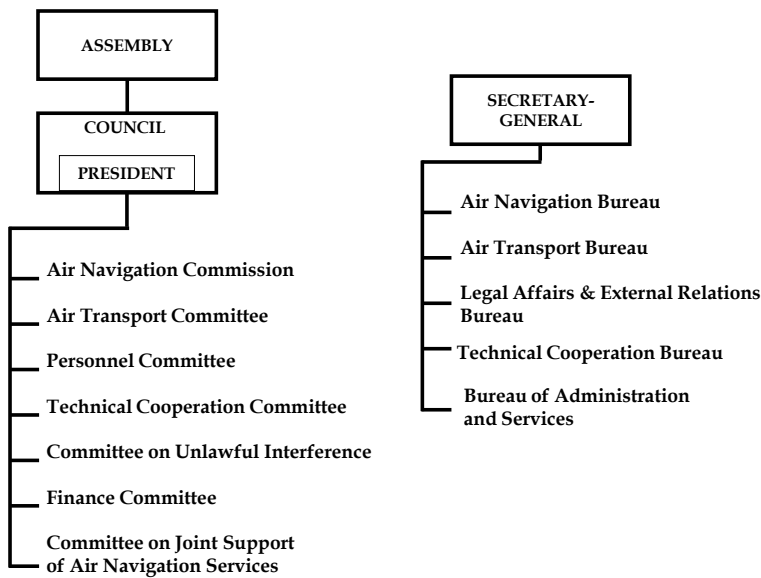 ASSEMBLY
COUNCIL
PRESIDENT
Air Navigation Commission
Air Transport Committee
Personnel Committee
Technical Cooperation Committee
Committee on Unlawful Interference
Finance Committee
Committee on Joint Support
of Air Navigation Services
SECRETARY-
GENERAL
Air Navigation Bureau
Air Transport Bureau
Legal Affairs & External Relations
Bureau
Technical Cooperation Bureau
Bureau of Administration
and Services